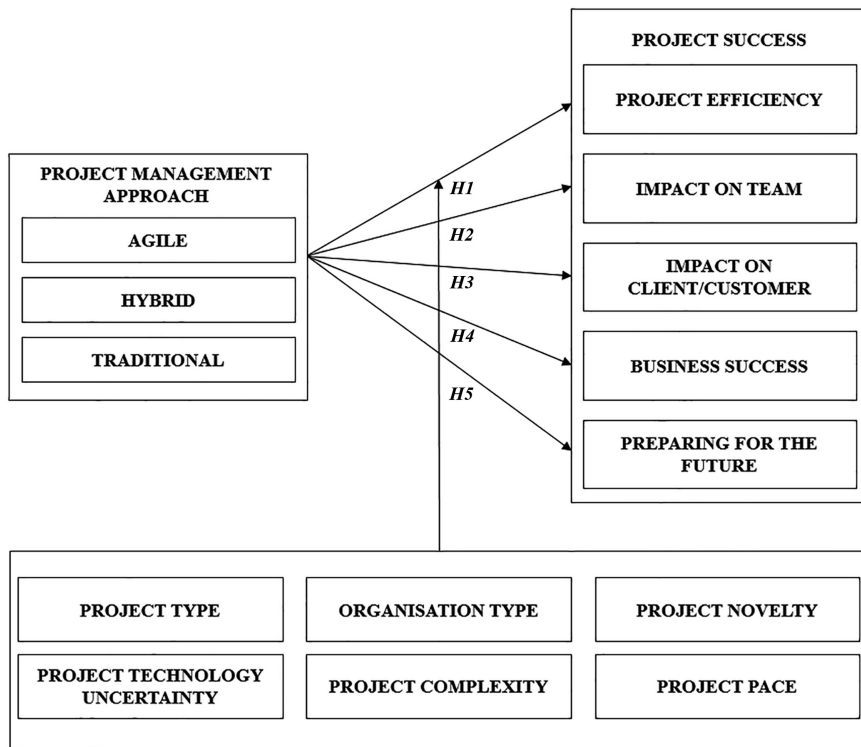 PROJECT MANAGEMENT
APPROACH
AGILE
HYBRID
TRADITIONAL
H1
H2
H3
H4
H5
PROJECT SUCCESS
PROJECT EFFICIENCY
IMPACT ON TEAM
IMPACT ON
CLIENT/CUSTOMER
BUSINESS SUCCESS
PREPARING FOR THE
FUTURE
PROJECT TYPE
ORGANISATION TYPE
PROJECT NOVELTY
PROJECT TECHNOLOGY
UNCERTAINTY
PROJECT COMPLEXITY
PROJECT PACE